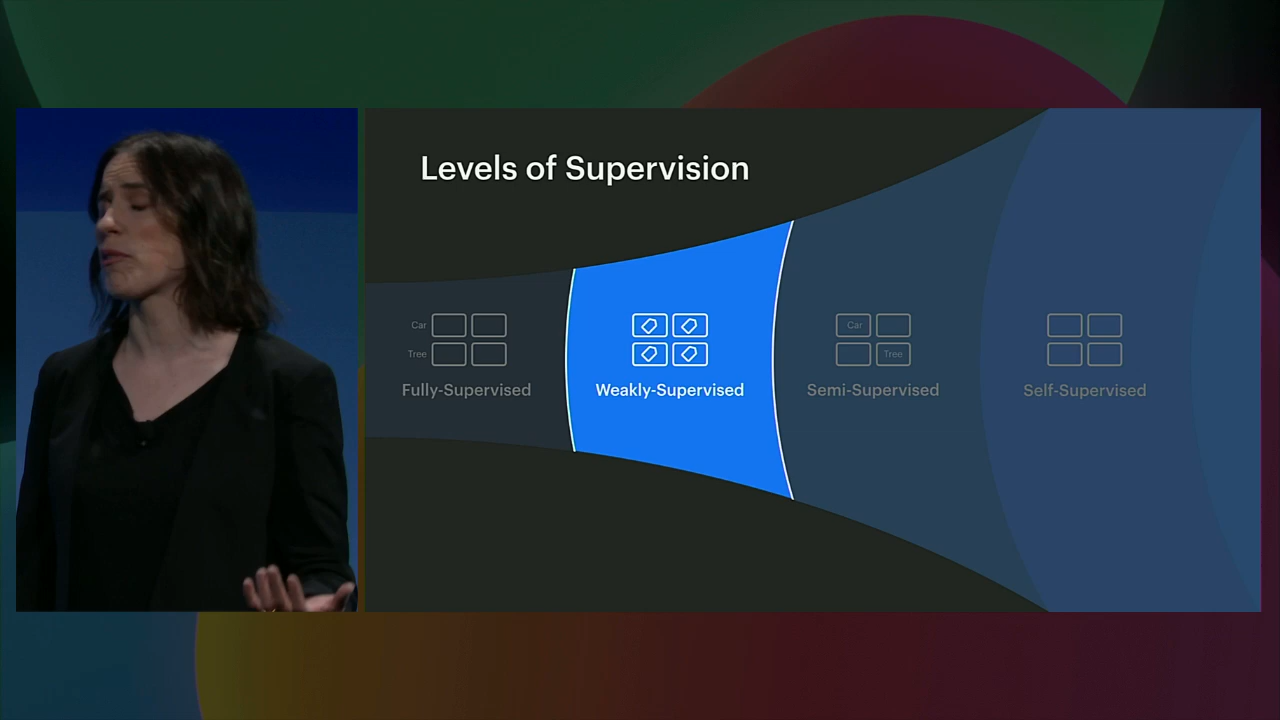 Levels of Supervision
Car
Tree
Fully-Supervised
Weakly-Supervised
Car
Tree
Semi-Supervised
Self-Supervised